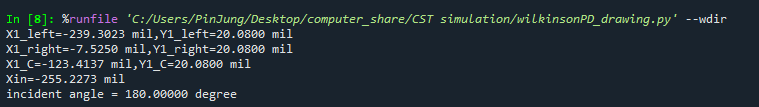 In [8]: %runfile 'C:/Users/PinJung/Desktop/computer_share/CST simulation/wilkinsonPD_drawing.py' --wdir
X1_left=-239.3023 mil,Y1_left=20.0800 mil
X1_right=-7.5250 mil,Y1_right=20.0800 mil
X1_C=-123.4137 mil,Y1_C=20.0800 mil
Xin=-255.2273 mil
incident angle = 180.00000 degree